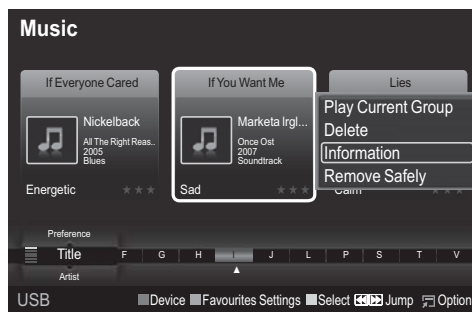 Music
If Everyone Cared
Nickelback
All The Right Reas..
2005
Blues
Energetic
If You Want Me
Marketa Irgl...
Once Ost
2007
Soundtrack
Sad
Lies
Calm
Play Current Group
Delete
Information
Remove Safely
Preference
Title
Artist
F G H I J L P S T V
USB
Device Favourites Settings Select Jump Option